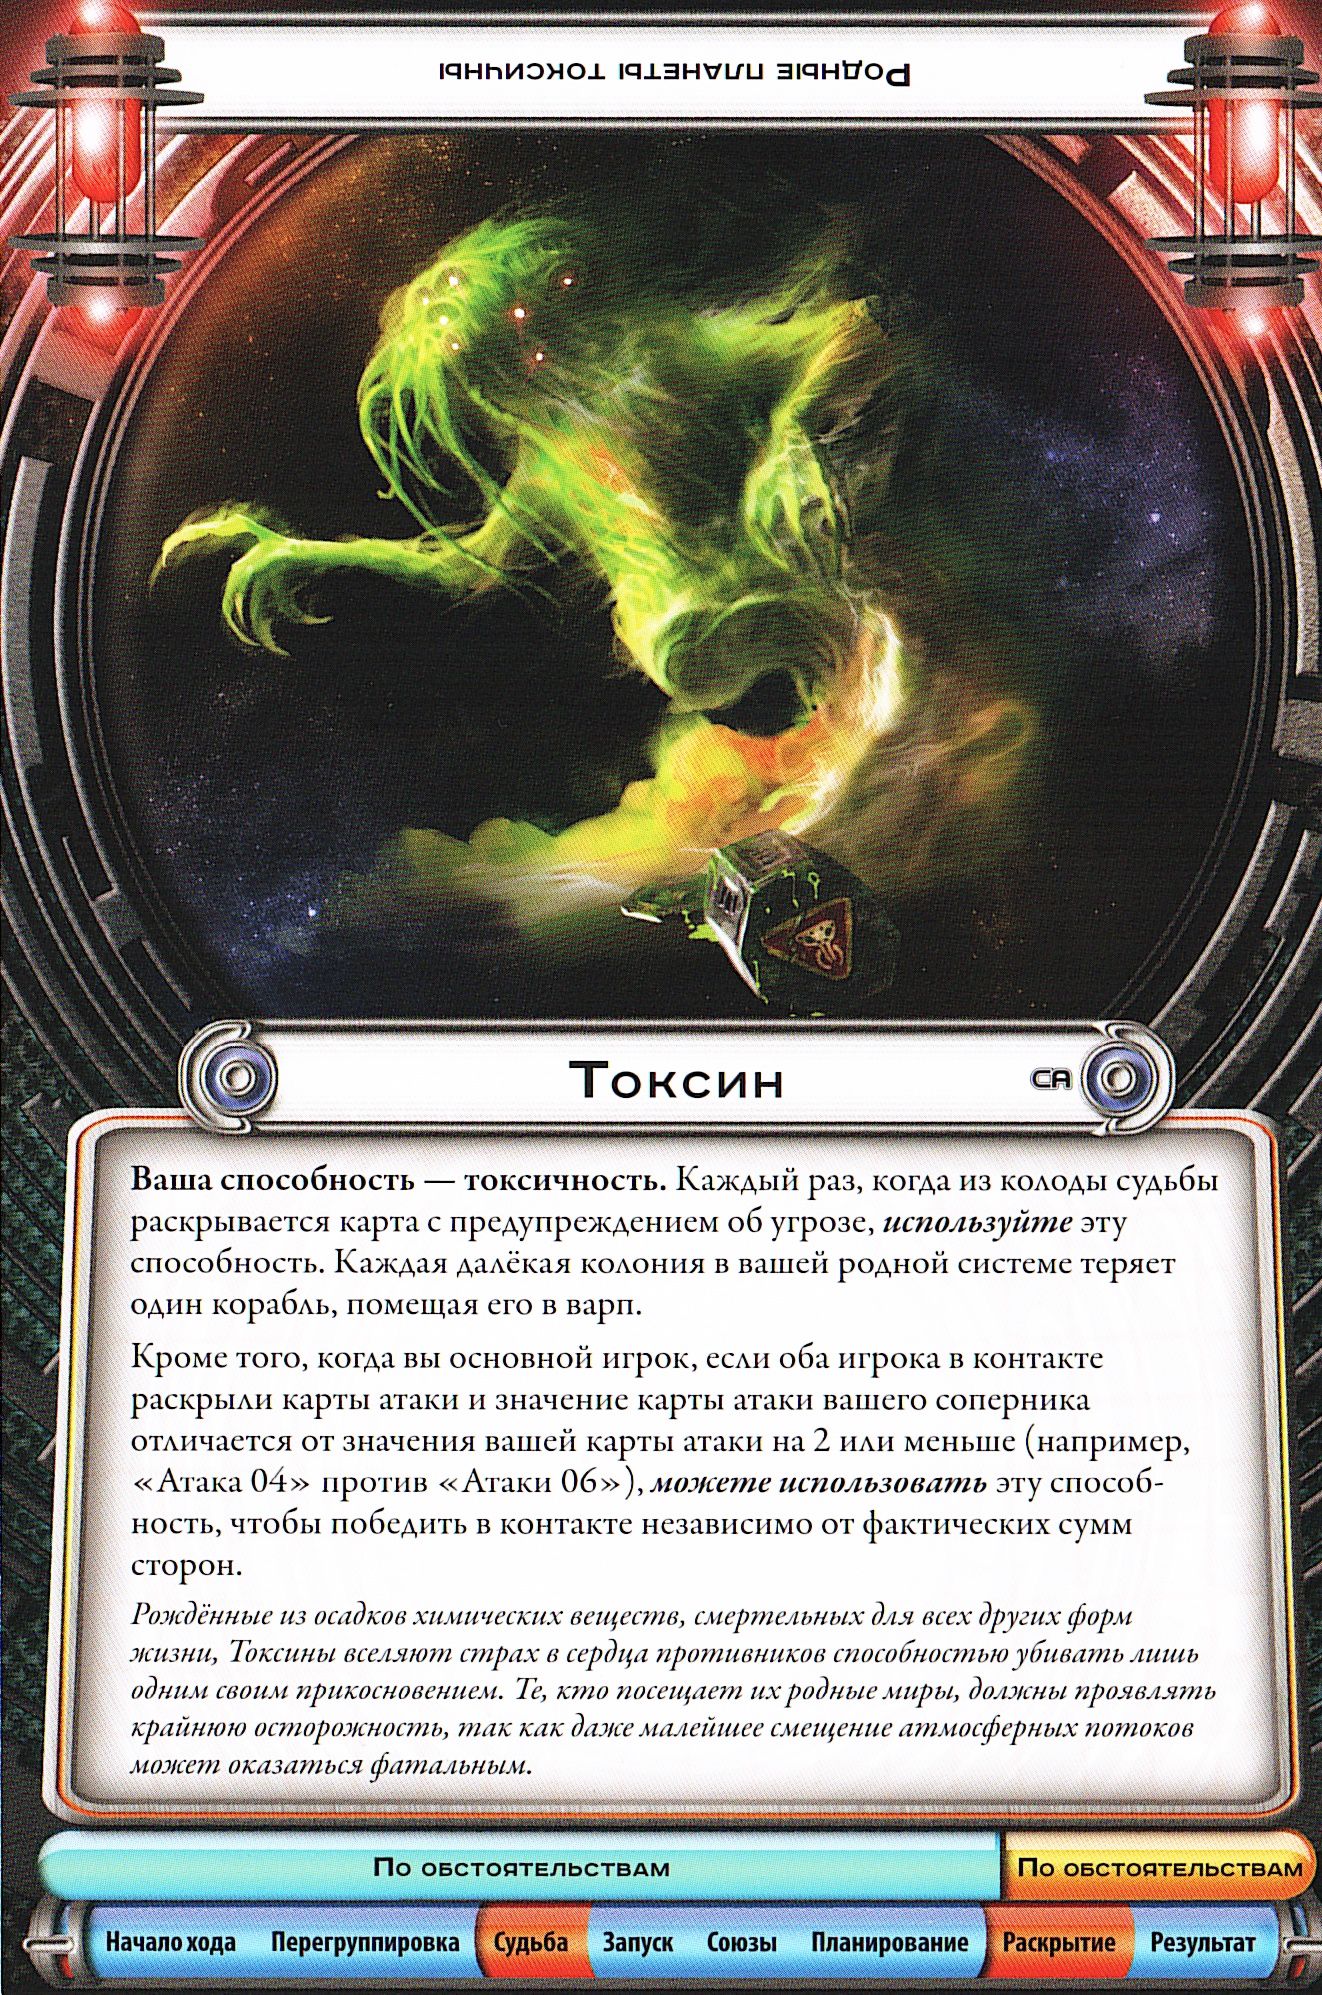 Родные планеты токсичны
Токсин
СА
Ваша способность — токсичность. Каждый раз, когда из колоды судьбы
раскрывается карта с предупреждением об угрозе, используйте эту
способность. Каждая далёкая колония в вашей родной системе теряет
один корабль, помещая его в варп.
Кроме того, когда вы основной игрок, если оба игрока в контакте
раскрыли карты атаки и значение карты атаки вашего соперника
отличается от значения вашей карты атаки на 2 или меньше (например,
«Атака 04» против «Атаки 06»), можете использовать эту способ-
ность, чтобы победить в контакте независимо от фактических сумм
сторон.
Рождённые из осадков химических веществ, смертельных для всех других форм
жизни, Токсины вселяют страх в сердца противников способностью убивать лишь
одним своим прикосновением. Те, кто посещает их родные миры, должны проявлять
крайнюю осторожность, так как даже малейшее смещение атмосферных потоков
может оказаться фатальным.
По обстоятельствам По обстоятельствам
Начало хода Перегруппировка Судьба Запуск Союзы Планирование Раскрытие Результат